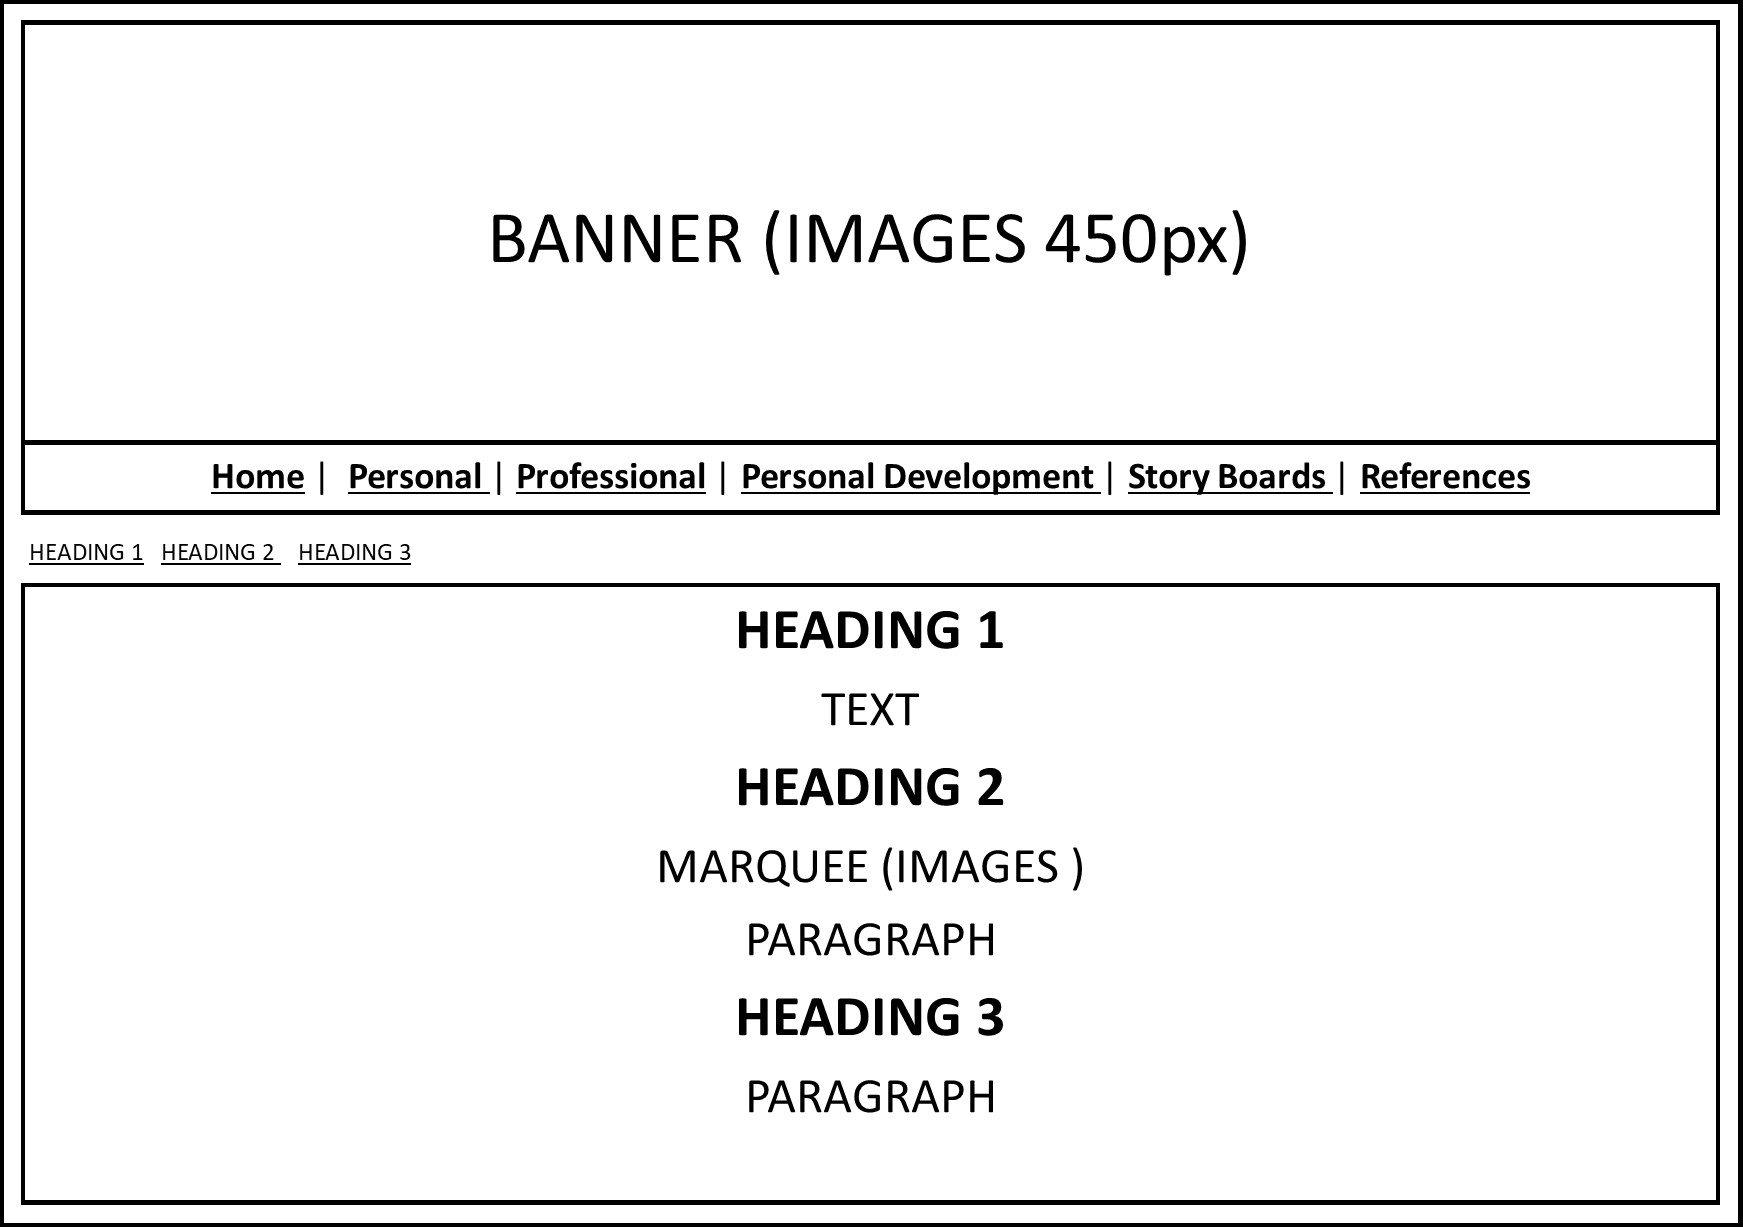 BANNER (IMAGES 450px)
Home | Personal | Professional | Personal Development | Story Boards | References
HEADING 1 HEADING 2 HEADING 3
HEADING 1
TEXT
HEADING 2
MARQUEE (IMAGES )
PARAGRAPH
HEADING 3
PARAGRAPH